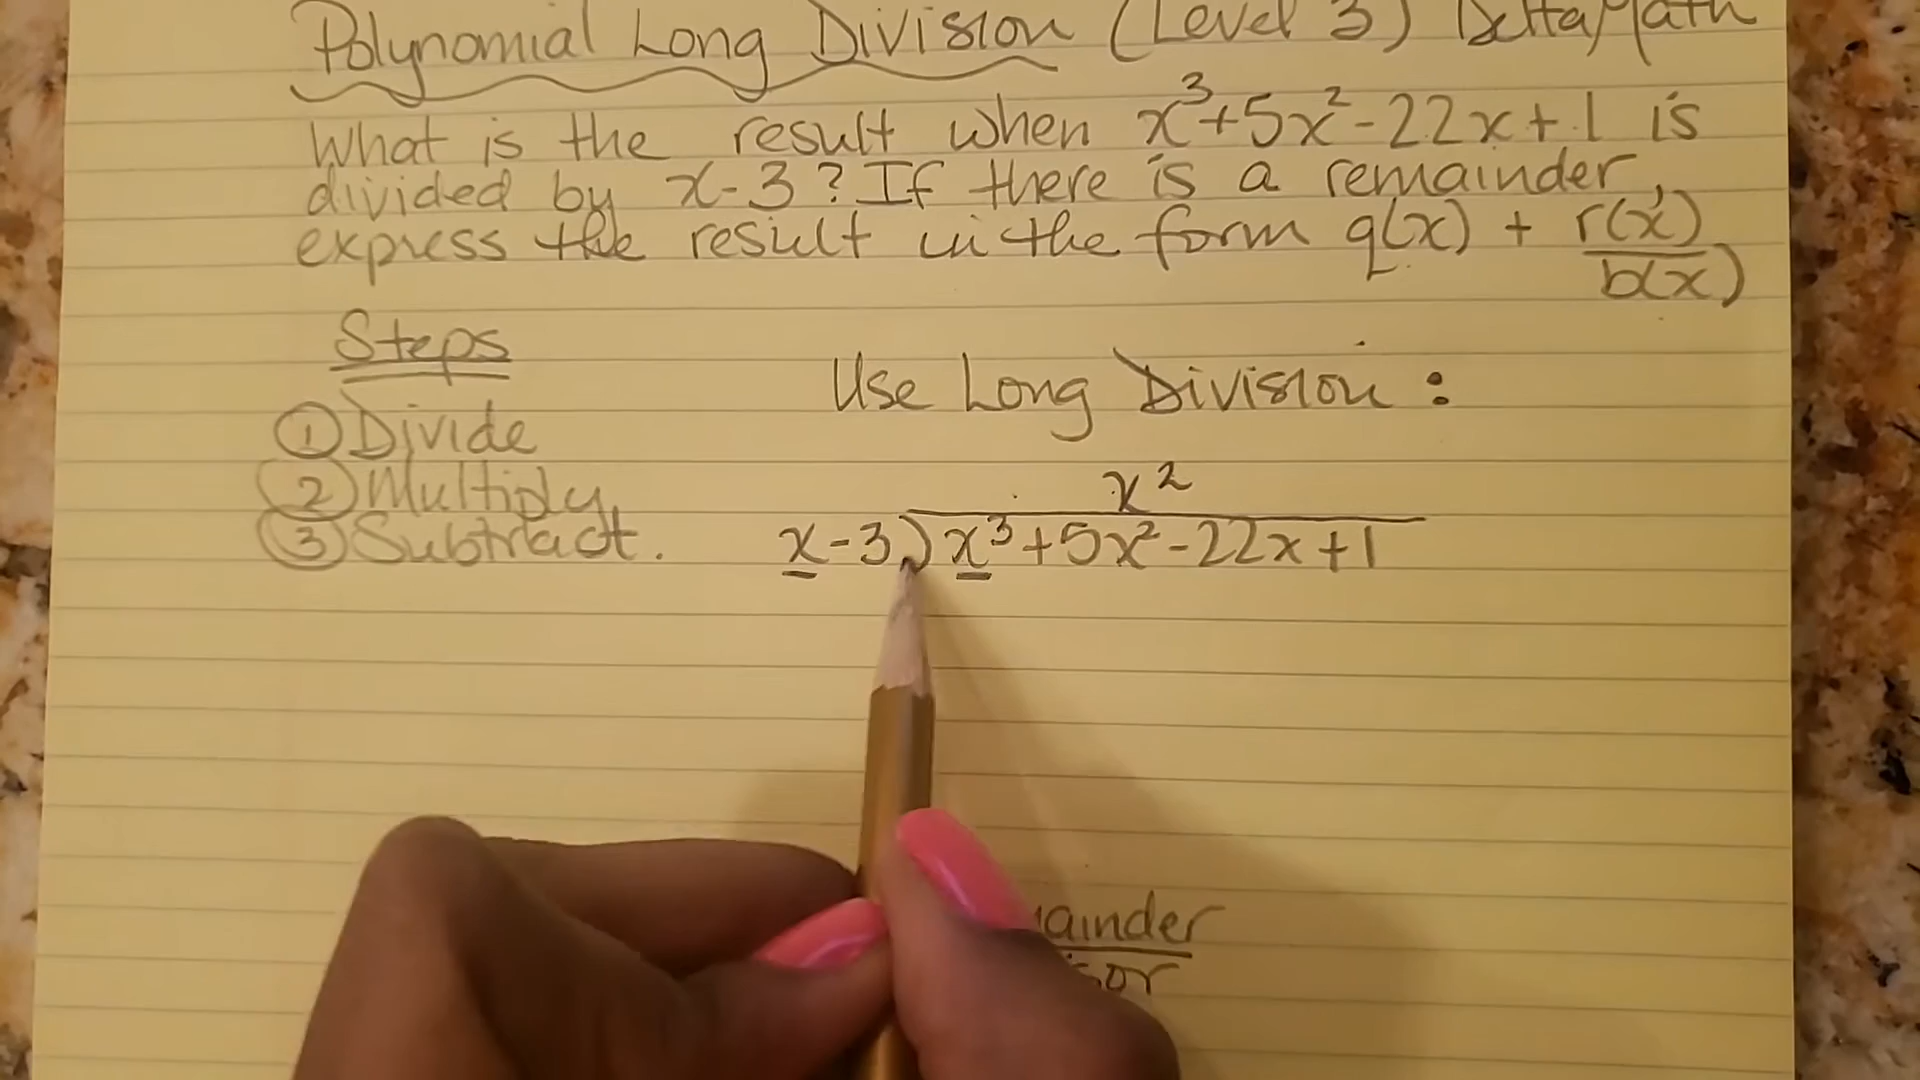 Polynomial Long Division (Level 3) DeltaMath
What is the result when x³+5x²-22x+1 is
divided by x-3? If there is a remainder,
express the result in the form q(x) + r(x)
b(x)
Steps
① Divide
② Multiply
③ Subtract.
Use Long Division :
x²
x-3)x³+5x²-22x+1